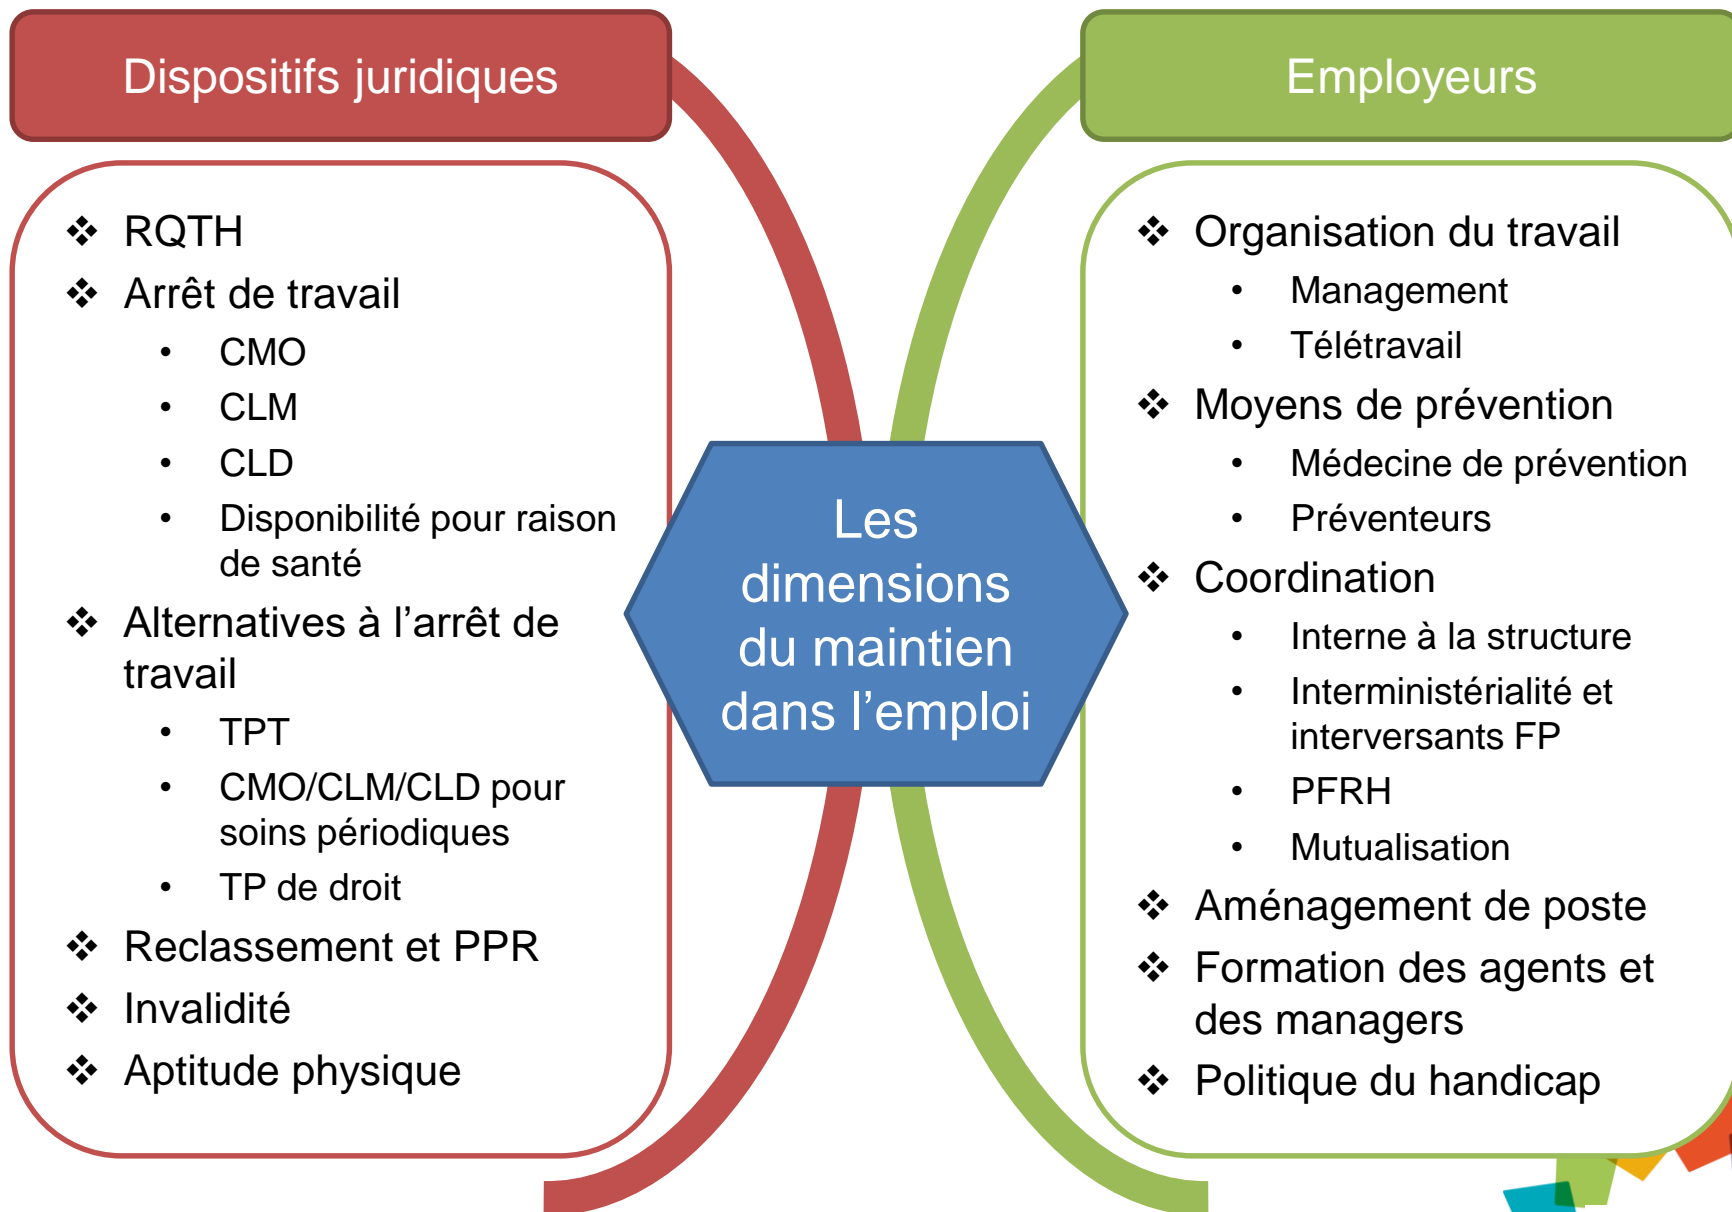 Dispositifs juridiques
❖ RQTH
❖ Arrêt de travail
• CMO
• CLM
• CLD
• Disponibilité pour raison
de santé
❖ Alternatives à l’arrêt de
travail
• TPT
• CMO/CLM/CLD pour
soins périodiques
• TP de droit
❖ Reclassement et PPR
❖ Invalidité
❖ Aptitude physique
Les
dimensions
du maintien
dans l’emploi
Employeurs
❖ Organisation du travail
• Management
• Télétravail
❖ Moyens de prévention
• Médecine de prévention
• Préventeurs
❖ Coordination
• Interne à la structure
• Interministérialité et
interversants FP
• PFRH
• Mutualisation
❖ Aménagement de poste
❖ Formation des agents et
des managers
❖ Politique du handicap